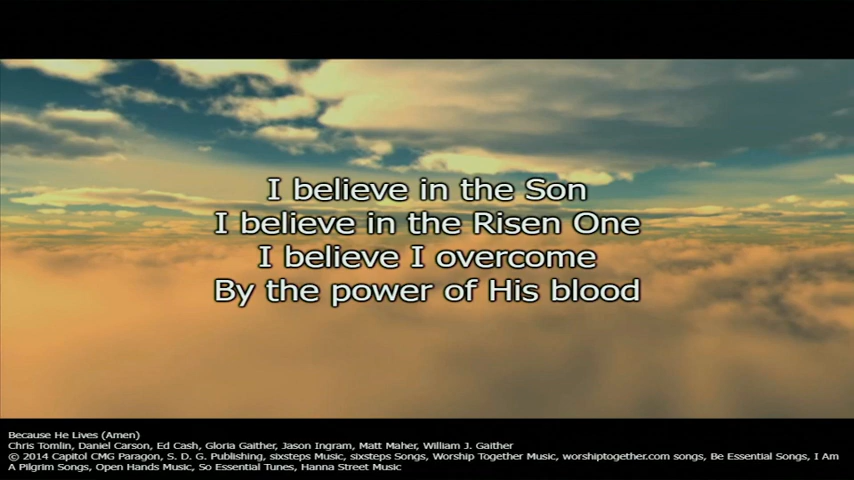 I believe in the Son
I believe in the Risen One
I believe I overcome
By the power of His blood
Because He Lives (Amen)
Chris Tomlin, Daniel Carson, Ed Cash, Gloria Gaither, Jason Ingram, Matt Maher, William J. Gaither
© 2014 Capitol CMG Paragon, S. D. G. Publishing, sixsteps Music, sixsteps Songs, Worship Together Music, worshiptogether.com songs, Be Essential Songs, I Am
A Pilgrim Songs, Open Hands Music, So Essential Tunes, Hanna Street Music